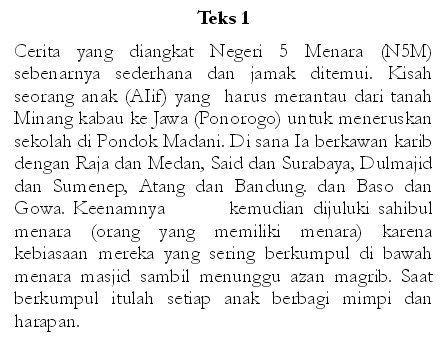 Teks 1
Cerita yang diangkat Negeri 5 Menara (N5M)
sebenarnya sederhana dan jamak ditemui. Kisah
seorang anak (AIif) yang harus merantau dari tanah
Minang kabau ke Jawa (Ponorogo) untuk meneruskan
sekolah di Pondok Madani. Di sana Ia berkawan karib
dengan Raja dan Medan, Said dan Surabaya, Dulmajid
dan Sumenep, Atang dan Bandung. dan Baso dan
Gowa. Keenamnya kemudian dijuluki sahibul
menara (orang yang memiliki menara) karena
kebiasaan mereka yang sering berkumpul di bawah
menara masjid sambil menunggu azan magrib. Saat
berkumpul itulah setiap anak berbagi mimpi dan
harapan.